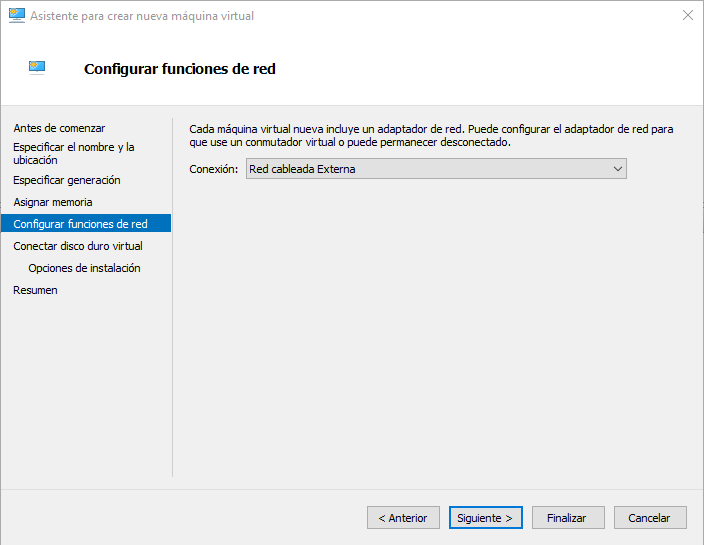 Asistente para crear nueva máquina virtual
Configurar funciones de red
Antes de comenzar
Especificar el nombre y la
ubicación
Especificar generación
Asignar memoria
Configurar funciones de red
Conectar disco duro virtual
Opciones de instalación
Resumen
Cada máquina virtual nueva incluye un adaptador de red. Puede configurar el adaptador de red para
que use un conmutador virtual o puede permanecer desconectado.
Conexión: Red cableada Externa
< Anterior Siguiente > Finalizar Cancelar